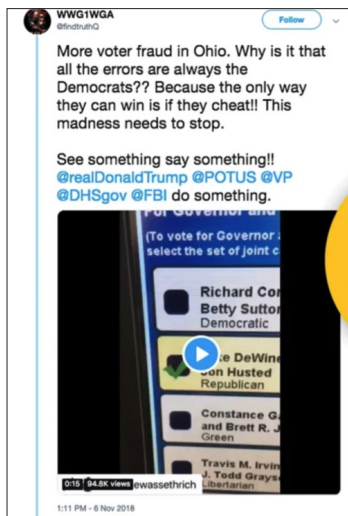 WWG1WGA
@findtruthQ
Follow
More voter fraud in Ohio. Why is it that
all the errors are always the
Democrats?? Because the only way
they can win is if they cheat!! This
madness needs to stop.
See something say something!!
@realDonaldTrump @POTUS @VP
@DHSgov @FBI do something.
(To vote for Governor
select the set of joint
Richard
Betty Sutton
Democratic
DeWine
Jon Husted
Republican
Constance
and Brett R.
Green
Travis M.
J. Todd
Libertarian
0:15 94.8K views ewassethrich
1:11 PM - 6 Nov 2018